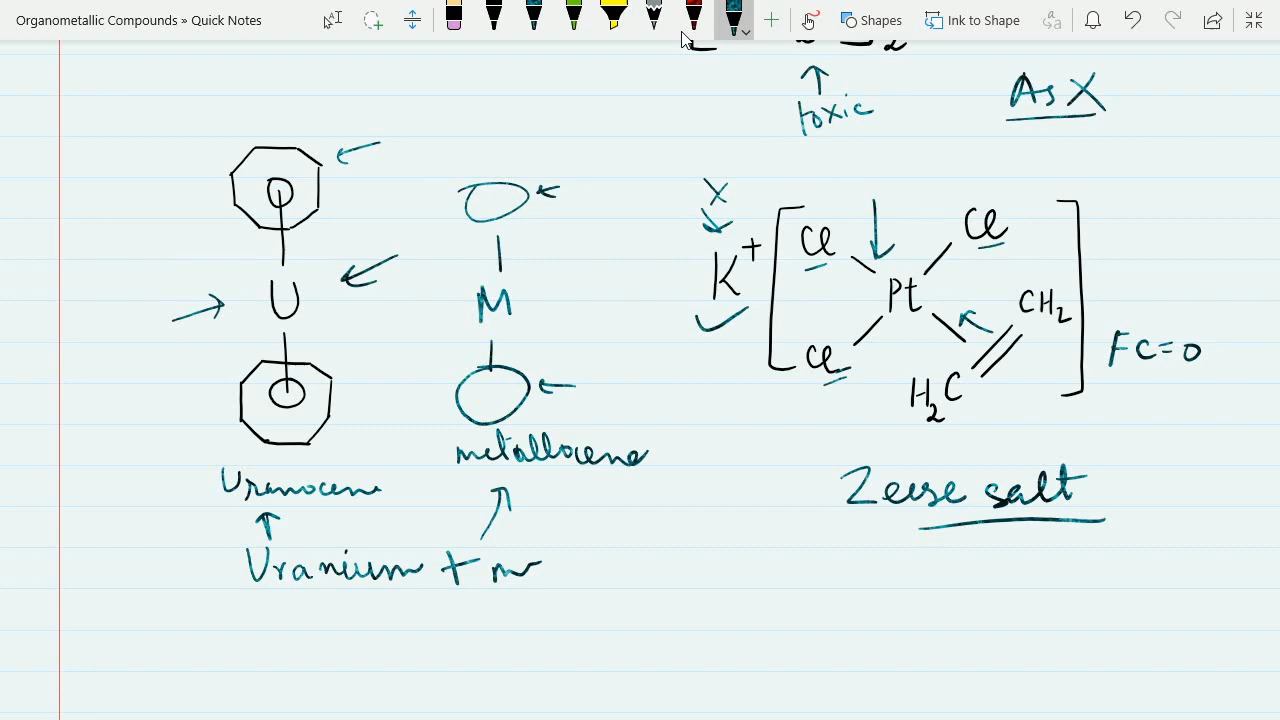 Organometallic Compounds » Quick Notes
Shapes
Ink to Shape
toxic
As X
X
K+
Cl
Cl
Pt
Cl
CH2
H2C
FC=0
U
M
metallocene
Uranocene
Zeise salt
Uranium + m